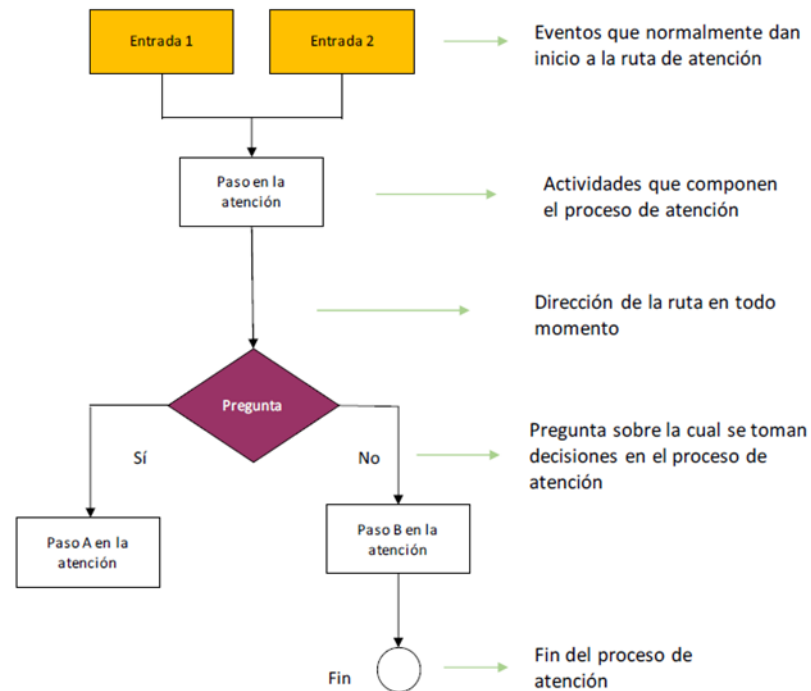 Entrada 1
Entrada 2
Eventos que normalmente dan
inicio a la ruta de atención
Paso en la
atención
Actividades que componen
el proceso de atención
Dirección de la ruta en todo
momento
Pregunta
Sí
No
Pregunta sobre la cual se toman
decisiones en el proceso de
atención
Paso A en la
atención
Paso B en la
atención
Fin
Fin del proceso de
atención